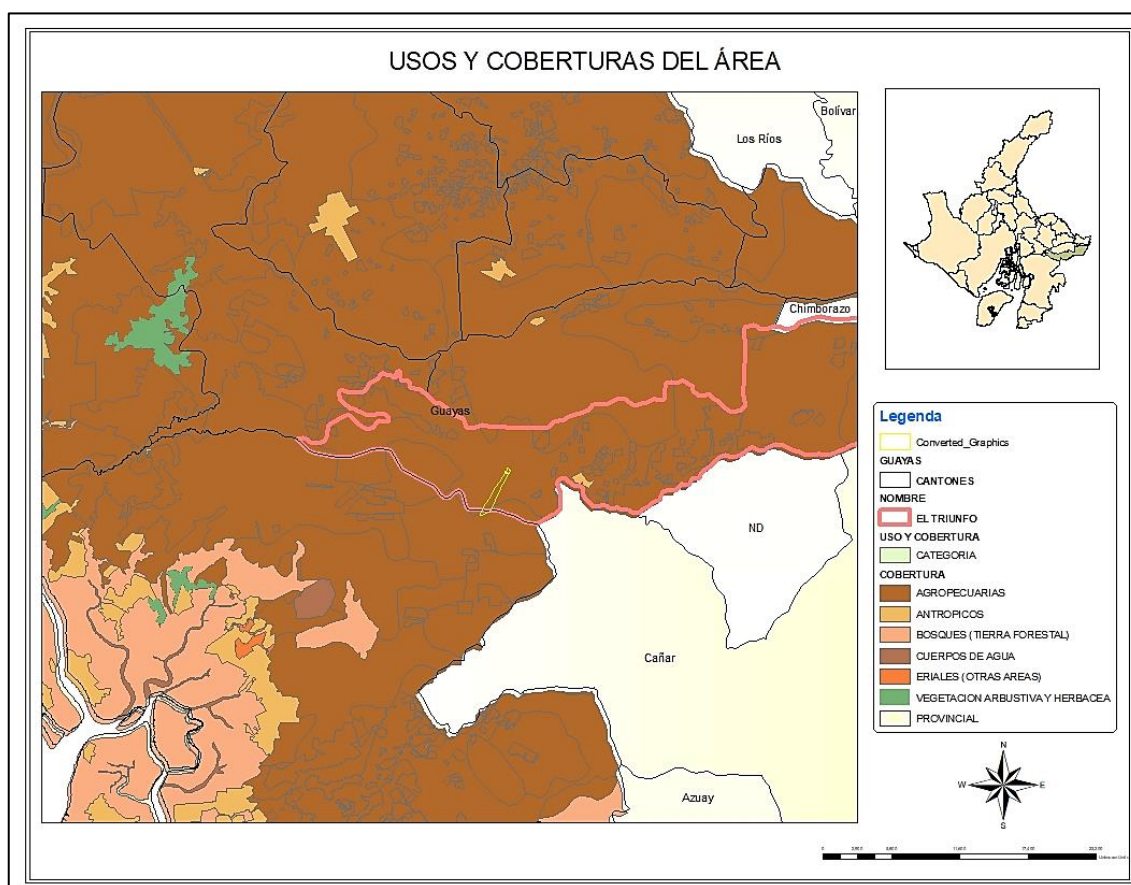 USOS Y COBERTURAS DEL ÁREA
Bolívar
Los Ríos
Chimborazo
Guayas
ND
Cañar
Azuay
Legenda
Converted_Graphics
GUAYAS
CANTONES
NOMBRE
EL TRIUNFO
USO Y COBERTURA
CATEGORIA
COBERTURA
AGROPECUARIAS
ANTROPICOS
BOSQUES (TIERRA FORESTAL)
CUERPOS DE AGUA
ERIALES (OTRAS AREAS)
VEGETACION ARBUSTIVA Y HERBACEA
PROVINCIAL
N
W E
S
0